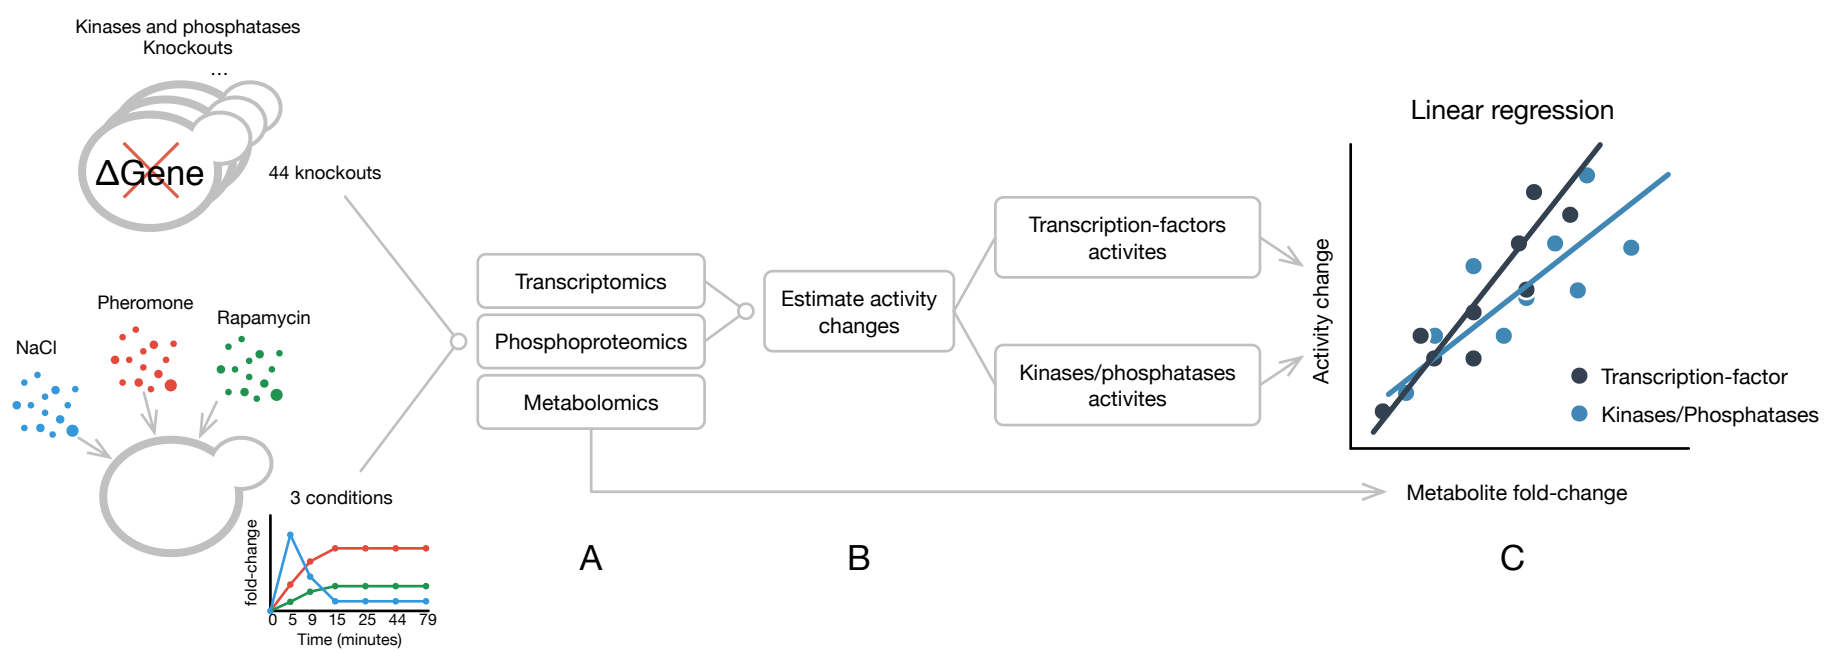 Kinases and phosphatases
Knockouts
...
ΔGene
44 knockouts
Pheromone
Rapamycin
NaCl
3 conditions
fold-change
0 5 9 15 25 44 79
Time (minutes)
Transcriptomics
Phosphoproteomics
Metabolomics
A
Estimate activity
changes
B
Transcription-factors
activites
Kinases/phosphatases
activites
Linear regression
Activity change
Transcription-factor
Kinases/Phosphatases
Metabolite fold-change
C